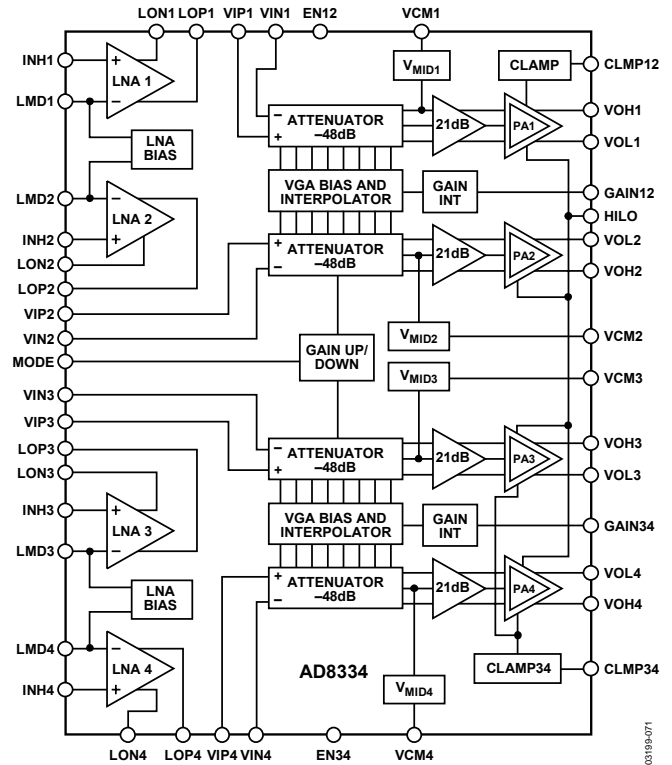 LON1 LOP1 VIP1 VIN1 EN12 VCM1
INH1
+
LNA 1
−
LMD1
LNA
BIAS
VMID1
CLAMP
CLMP12
−
+
ATTENUATOR
–48dB
21dB
PA1
VOH1
VOL1
VGA BIAS AND
INTERPOLATOR
GAIN
INT
GAIN12
HILO
LMD2
−
LNA 2
+
INH2
LON2
LOP2
VIP2
VIN2
MODE
+
−
ATTENUATOR
–48dB
21dB
PA2
VOL2
VOH2
VMID2
VCM2
GAIN UP/
DOWN
VMID3
VCM3
VIN3
VIP3
LOP3
LON3
−
+
ATTENUATOR
–48dB
21dB
PA3
VOH3
VOL3
INH3
+
LNA 3
−
LMD3
LNA
BIAS
VGA BIAS AND
INTERPOLATOR
GAIN
INT
GAIN34
+
−
ATTENUATOR
–48dB
21dB
PA4
VOL4
VOH4
LMD4
−
LNA 4
+
INH4
AD8334
CLAMP34
CLMP34
VMID4
LON4 LOP4 VIP4 VIN4 EN34 VCM4
03199-071